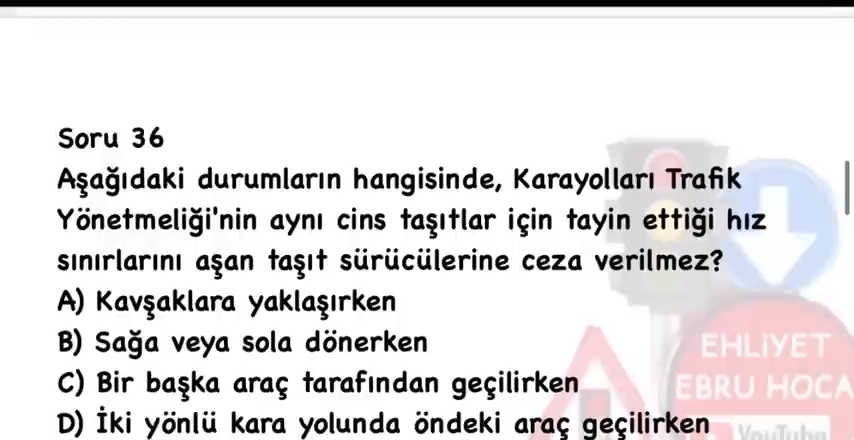 Soru 36
Aşağıdaki durumların hangisinde, Karayolları Trafik
Yönetmeliği'nin aynı cins taşıtlar için tayin ettiği hız
sınırlarını aşan taşıt sürücülerine ceza verilmez?
A) Kavşaklara yaklaşırken
B) Sağa veya sola dönerken
C) Bir başka araç tarafından geçilirken
D) İki yönlü kara yolunda öndeki araç geçilirken
EHLİYET
EBRU HOCA
YouTube